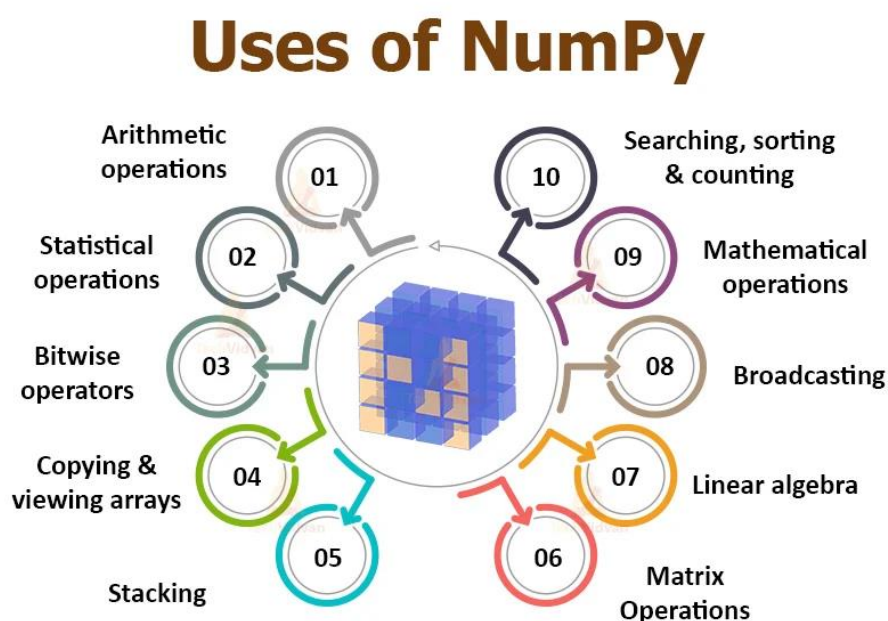 Uses of NumPy
01
Arithmetic
operations
02
Statistical
operations
03
Bitwise
operators
04
Copying &
viewing arrays
05
Stacking
06
Matrix
Operations
07
Linear algebra
08
Broadcasting
09
Mathematical
operations
10
Searching, sorting
& counting